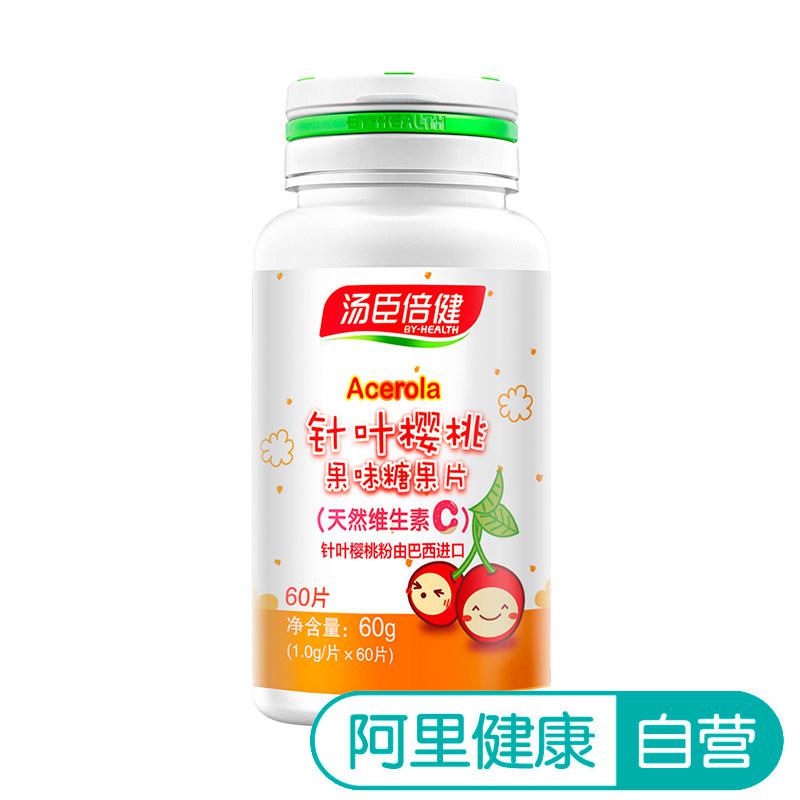 BY-HEALTH
汤臣倍健
BY-HEALTH
Acerola
针叶樱桃
果味糖果片
(天然维生素C)
针叶樱桃粉由巴西进口
60片
净含量：60g
(1.0g/片×60片)
阿里健康 自营